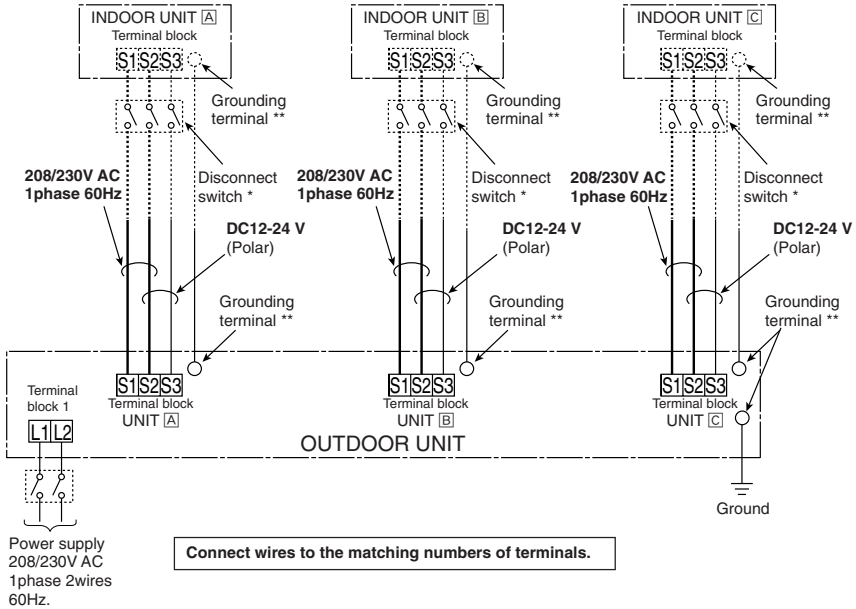 INDOOR UNIT A
Terminal block
S1 S2 S3
Grounding
terminal **
Disconnect
switch *
208/230V AC
1phase 60Hz
DC12-24 V
(Polar)
Grounding
terminal **
S1 S2 S3
Terminal block
UNIT A
INDOOR UNIT B
Terminal block
S1 S2 S3
Grounding
terminal **
Disconnect
switch *
208/230V AC
1phase 60Hz
DC12-24 V
(Polar)
Grounding
terminal **
S1 S2 S3
Terminal block
UNIT B
INDOOR UNIT C
Terminal block
S1 S2 S3
Grounding
terminal **
Disconnect
switch *
208/230V AC
1phase 60Hz
DC12-24 V
(Polar)
Grounding
terminal **
S1 S2 S3
Terminal block
UNIT C
Terminal
block 1
L1 L2
OUTDOOR UNIT
Ground
Power supply
208/230V AC
1phase 2wires
60Hz.
Connect wires to the matching numbers of terminals.